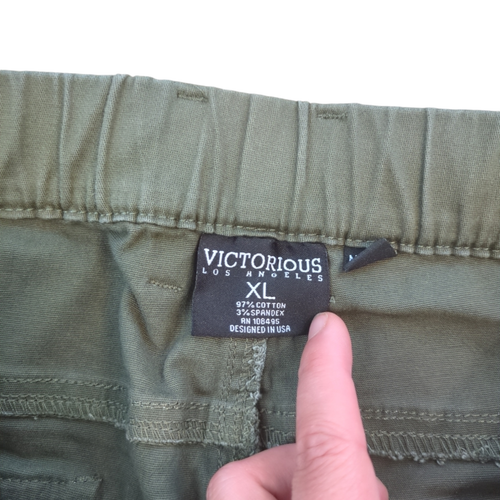 VICTORIOUS
LOS ANGELES
XL
97% COTTON
3% SPANDEX
RN 108495
DESIGNED IN USA